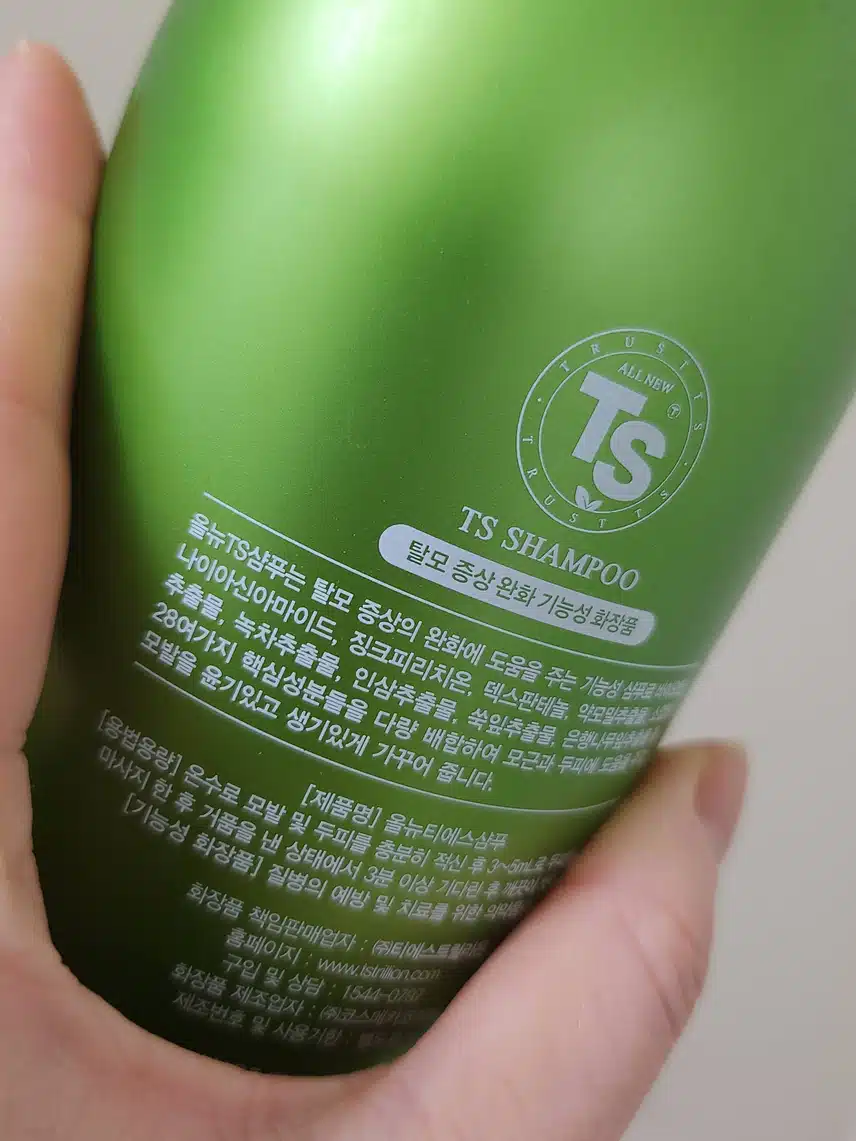 TRUST TS · TRUST TS ·
ALL NEW
TS
TS SHAMPOO
탈모 증상 완화 기능성 화장품
올뉴TS샴푸는 탈모 증상의 완화에 도움을 주는 기능성 샴푸로
나이아신아마이드, 징크피리치온, 덱스판테놀, 약모밀추출물,
추출물, 녹차추출물, 인삼추출물, 쑥잎추출물, 은행나무잎추출물
28여가지 핵심성분들을 다량 배합하여 모근과 두피에 도움을
모발을 윤기있고 생기있게 가꾸어 줍니다.
[제품명] 올뉴티에스샴푸
[용법용량] 온수로 모발 및 두피를 충분히 적신 후 3~5mL로
마사지 한 후 거품을 낸 상태에서 3분 이상 기다린 후
[기능성 화장품] 질병의 예방 및 치료를 위한
화장품 책임판매업자 : ㈜티에스트릴리온
홈페이지 : www.tstrillion.com
구입 및 상담 : 1544-0797
화장품 제조업자 : ㈜코스메카
제조번호 및 사용기한 :